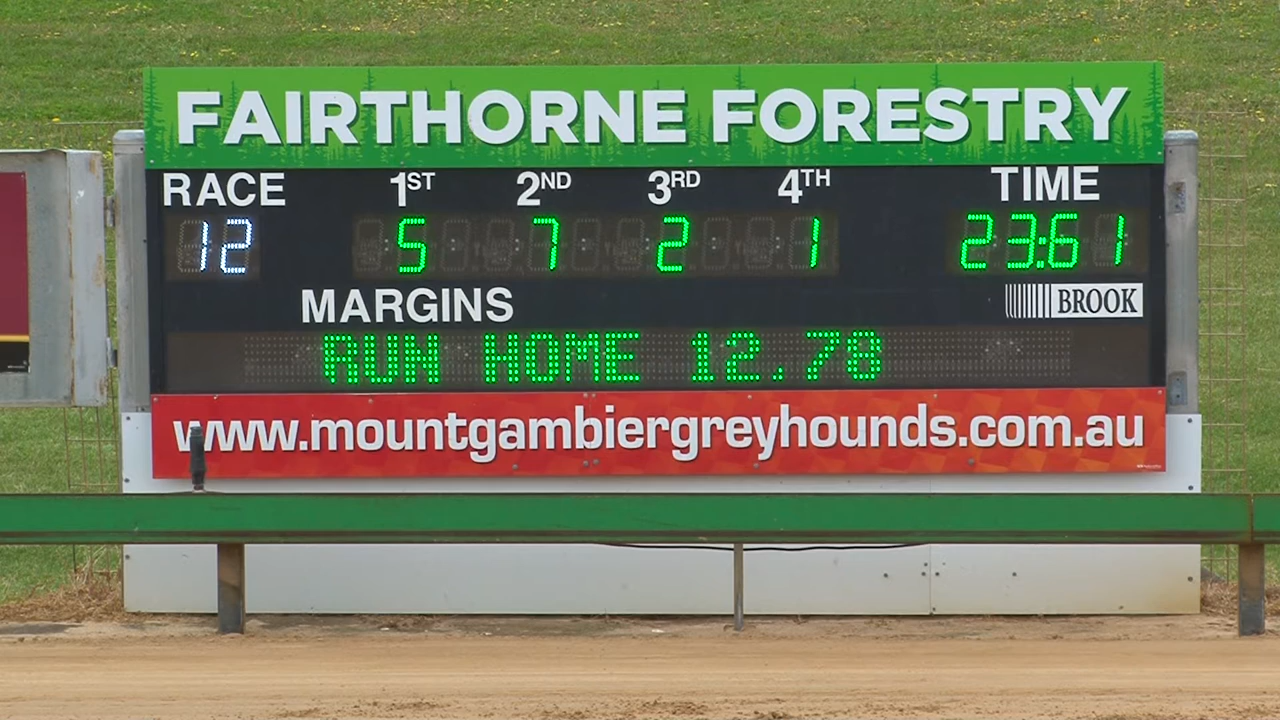 FAIRTHORNE FORESTRY
RACE 1ST 2ND 3RD 4TH TIME
12 5 7 2 1 23:61
MARGINS BROOK
RUN HOME 12.78
www.mountgambiergreyhounds.com.au